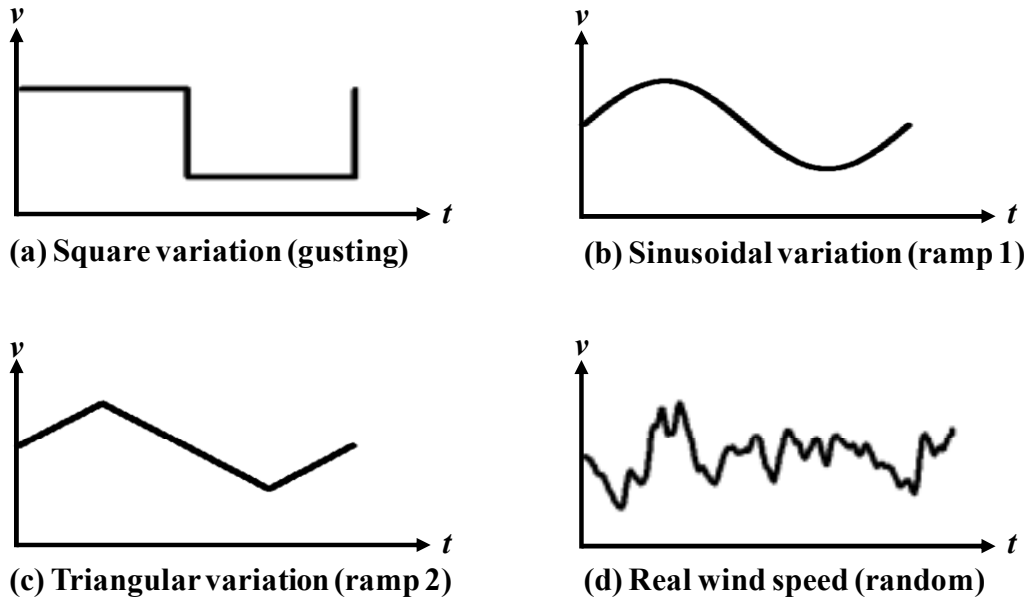 v
t
(a) Square variation (gusting)
v
t
(b) Sinusoidal variation (ramp 1)
v
t
(c) Triangular variation (ramp 2)
v
t
(d) Real wind speed (random)